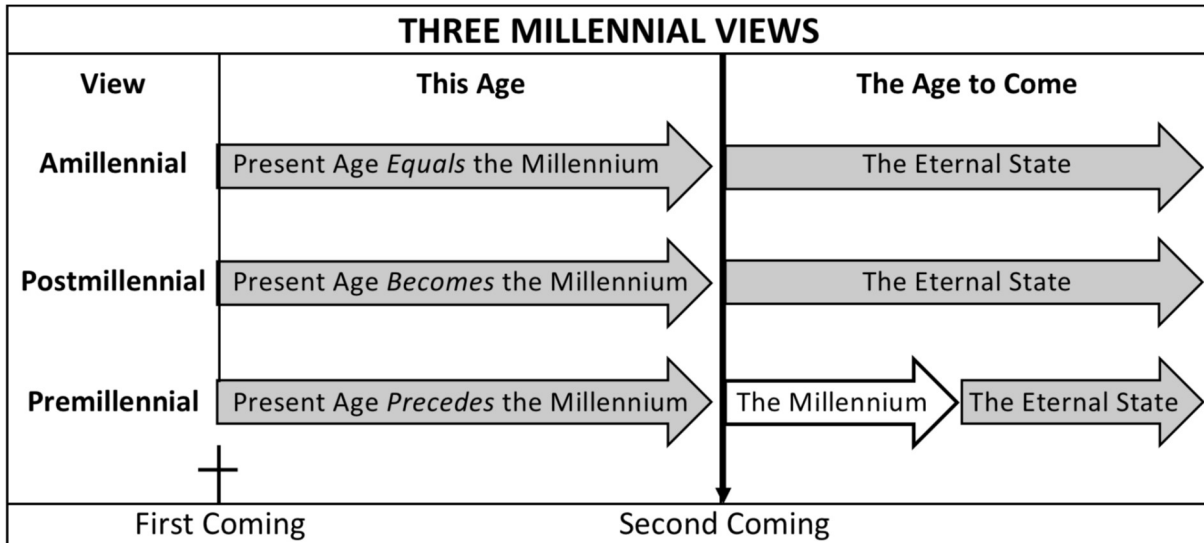 THREE MILLENNIAL VIEWS
View This Age The Age to Come
Amillennial Present Age Equals the Millennium The Eternal State
Postmillennial Present Age Becomes the Millennium The Eternal State
Premillennial Present Age Precedes the Millennium The Millennium The Eternal State
First Coming Second Coming